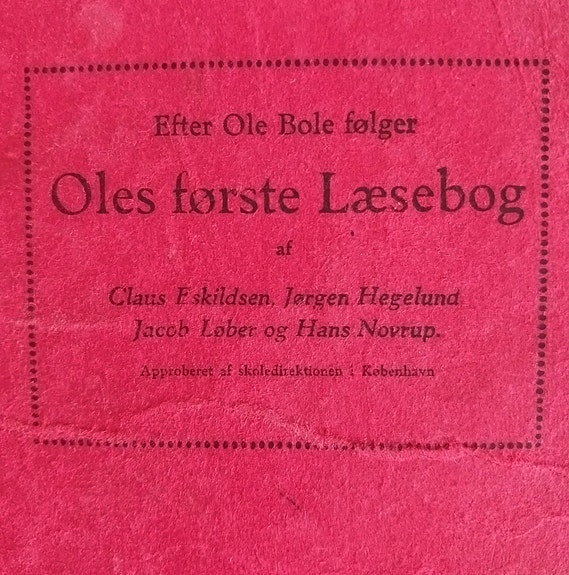 Efter Ole Bole følger
Oles første Læsebog
af
Claus Eskildsen, Jørgen Hegelund
Jacob Løber og Hans Novrup.
Approberet af skoledirektionen i København